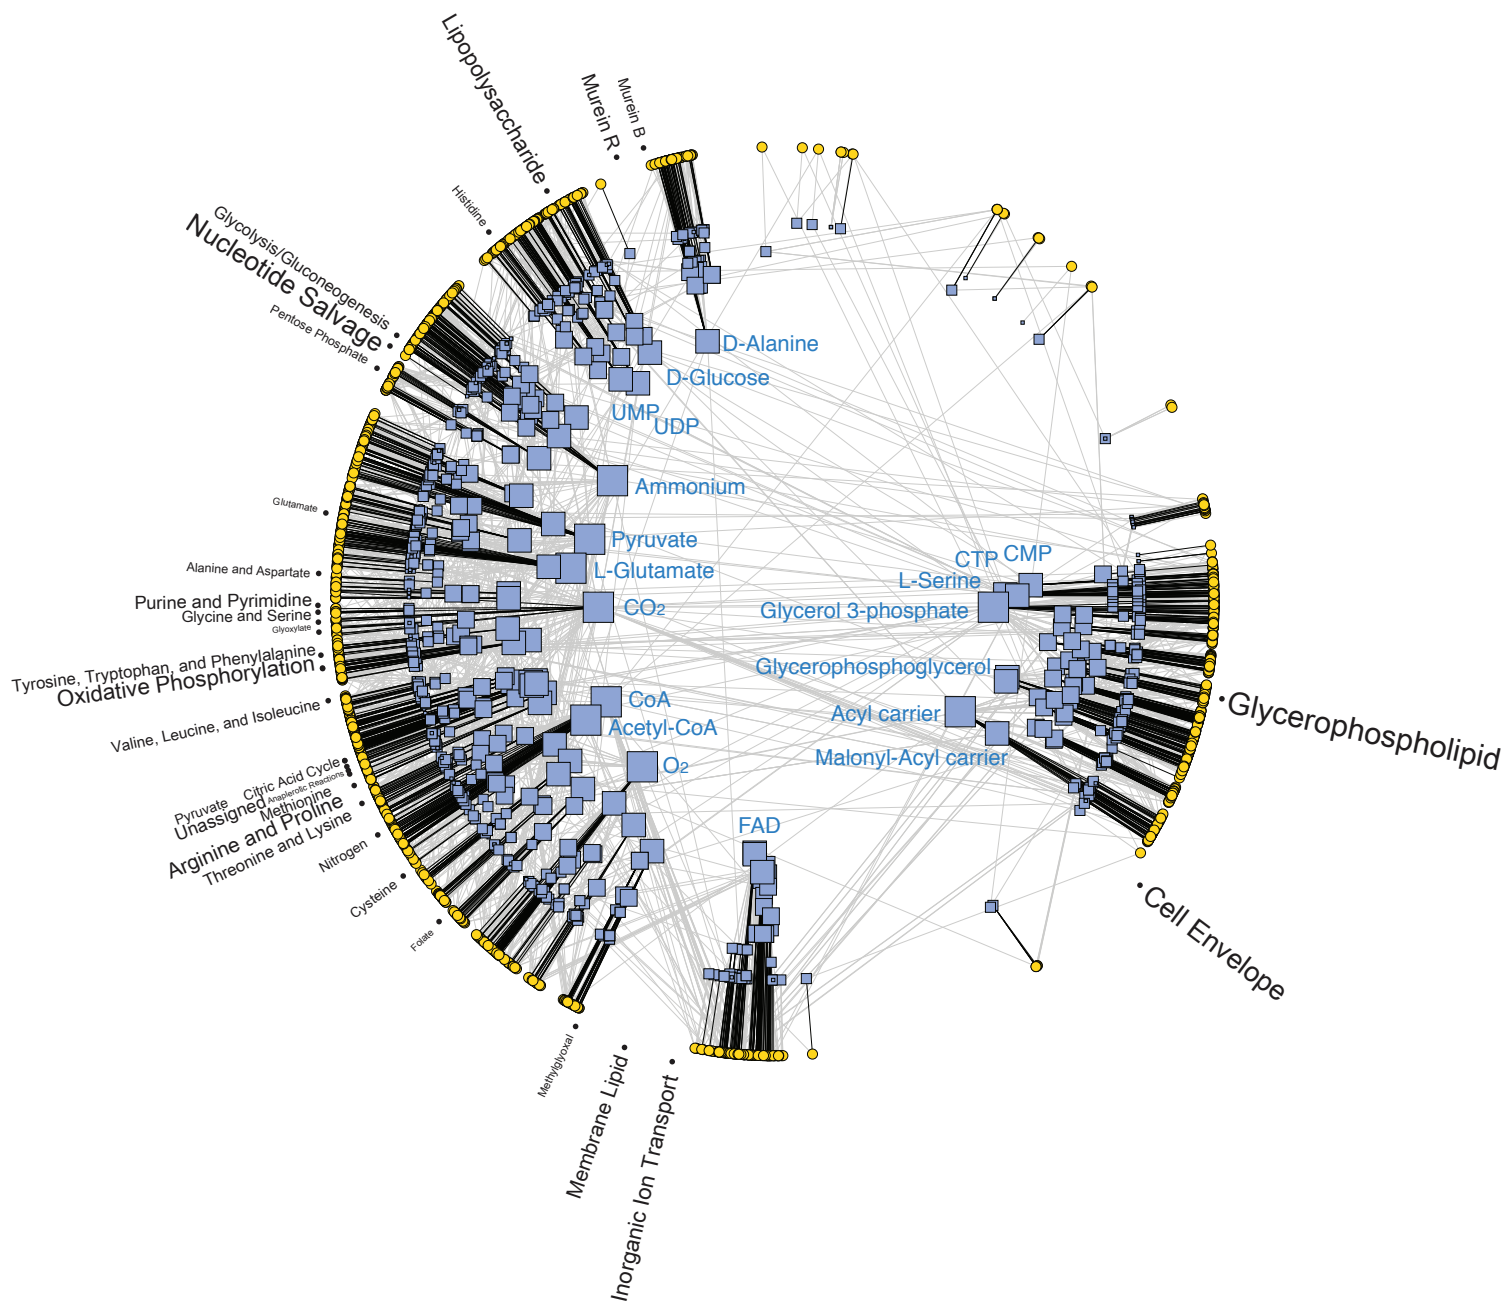 Lipopolysaccharide
Murein R
Murein B
Histidine
Glycolysis/Gluconeogenesis
Nucleotide Salvage
Pentose Phosphate
D-Alanine
D-Glucose
UMP
UDP
Ammonium
Glutamate
Pyruvate
Alanine and Aspartate
L-Glutamate
Purine and Pyrimidine
Glycine and Serine
Glyoxylate
CO2
CTP
CMP
L-Serine
Glycerol 3-phosphate
Tyrosine, Tryptophan, and Phenylalanine
Oxidative Phosphorylation
Glycerophosphoglycerol
Valine, Leucine, and Isoleucine
CoA
Acetyl-CoA
Acyl carrier
Glycerophospholipid
Malonyl-Acyl carrier
O2
Citric Acid Cycle
Anaplerotic Reactions
Pyruvate
Unassigned
Methionine
Arginine and Proline
Threonine and Lysine
FAD
Nitrogen
Cysteine
Folate
Cell Envelope
Methylglyoxal
Membrane Lipid
Inorganic Ion Transport